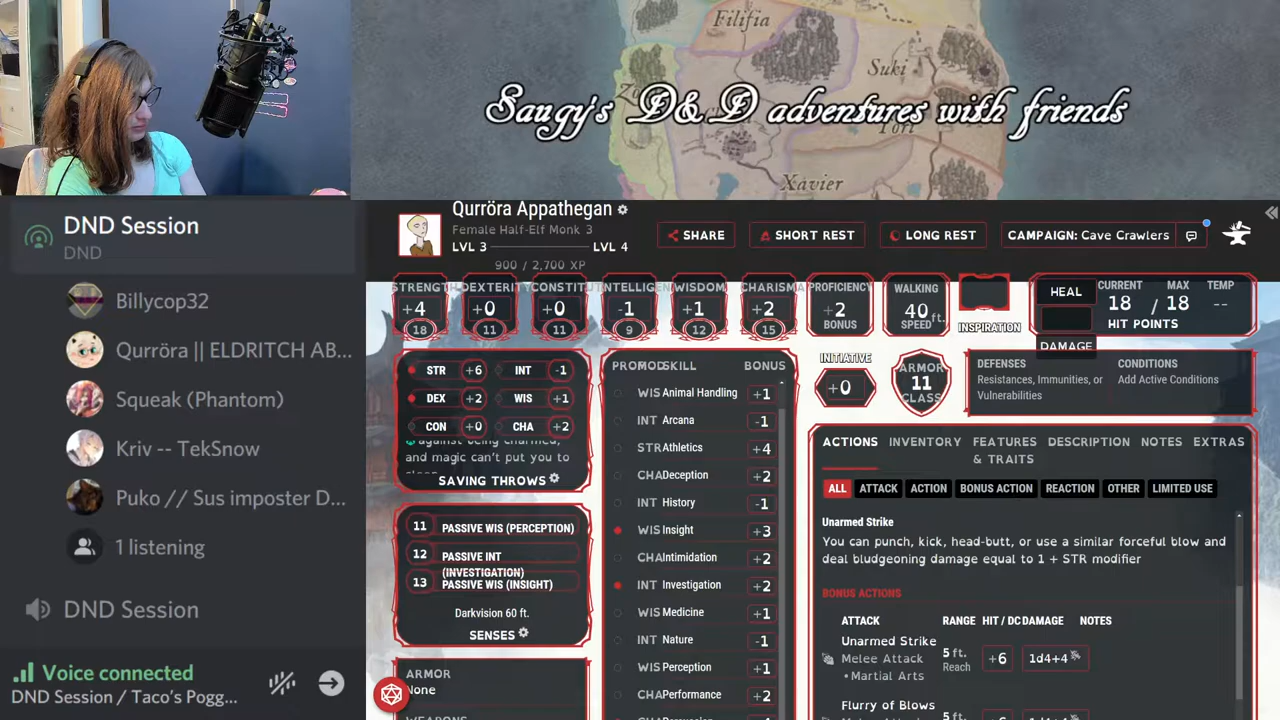 Filifia
Suki
Saugy's D&D adventures with friends
Tori
Xavier
DND Session
DND
Billycop32
Qurröra || ELDRITCH AB...
Squeak (Phantom)
Kriv -- TekSnow
Puko // Sus imposter D...
1 listening
DND Session
Voice connected
DND Session / Taco's Pogg...
Qurröra Appathegan
Female Half-Elf Monk 3
LVL 3
LVL 4
900 / 2,700 XP
SHARE
SHORT REST
LONG REST
CAMPAIGN: Cave Crawlers
STRENGTH
+4
18
DEXTERITY
+0
11
CONSTITU
+0
11
INTELLIGEN
-1
9
WISDOM
+1
12
CHARISMA
+2
15
PROFICIENCY
+2
BONUS
WALKING
40 ft.
SPEED
INSPIRATION
HEAL
DAMAGE
CURRENT
18
/
MAX
18
TEMP
--
HIT POINTS
STR +6
INT -1
DEX +2
WIS +1
CON +0
CHA +2
against being charmed,
and magic can't put you to
SAVING THROWS
11 PASSIVE WIS (PERCEPTION)
12 PASSIVE INT
(INVESTIGATION)
13 PASSIVE WIS (INSIGHT)
Darkvision 60 ft.
SENSES
ARMOR
None
PROF
MOD
SKILL
BONUS
WIS Animal Handling +1
INT Arcana -1
STR Athletics +4
CHA Deception +2
INT History -1
WIS Insight +3
CHA Intimidation +2
INT Investigation +2
WIS Medicine +1
INT Nature -1
WIS Perception +1
CHA Performance +2
INITIATIVE
+0
ARMOR
11
CLASS
DEFENSES
Resistances, Immunities, or
Vulnerabilities
CONDITIONS
Add Active Conditions
ACTIONS
INVENTORY
FEATURES
& TRAITS
DESCRIPTION
NOTES
EXTRAS
ALL
ATTACK
ACTION
BONUS ACTION
REACTION
OTHER
LIMITED USE
Unarmed Strike
You can punch, kick, head-butt, or use a similar forceful blow and
deal bludgeoning damage equal to 1 + STR modifier
BONUS ACTIONS
ATTACK RANGE HIT / DC DAMAGE NOTES
Unarmed Strike
Melee Attack
• Martial Arts
5 ft.
Reach
+6
1d4+4
Flurry of Blows
5 ft.